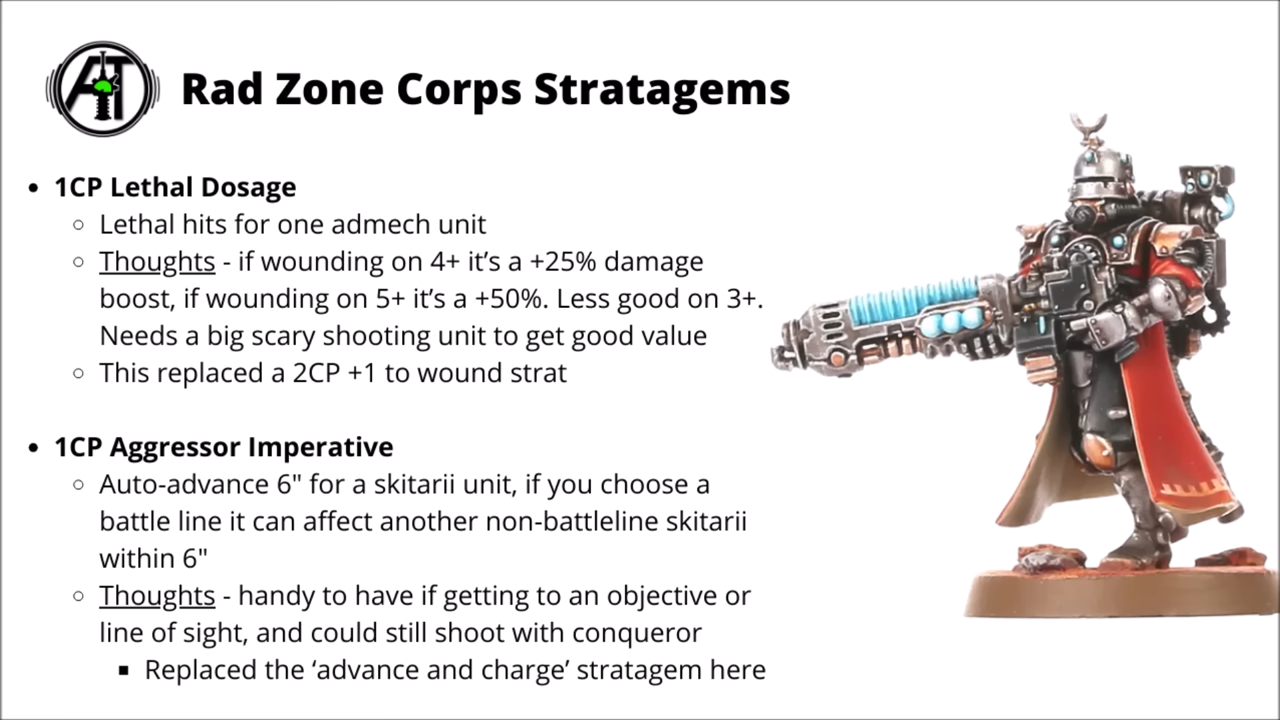 AT
Rad Zone Corps Stratagems
• 1CP Lethal Dosage
○ Lethal hits for one admech unit
○ Thoughts - if wounding on 4+ it’s a +25% damage
boost, if wounding on 5+ it’s a +50%. Less good on 3+.
Needs a big scary shooting unit to get good value
○ This replaced a 2CP +1 to wound strat
• 1CP Aggressor Imperative
○ Auto-advance 6" for a skitarii unit, if you choose a
battle line it can affect another non-battleline skitarii
within 6"
○ Thoughts - handy to have if getting to an objective or
line of sight, and could still shoot with conqueror
▪ Replaced the ‘advance and charge’ stratagem here